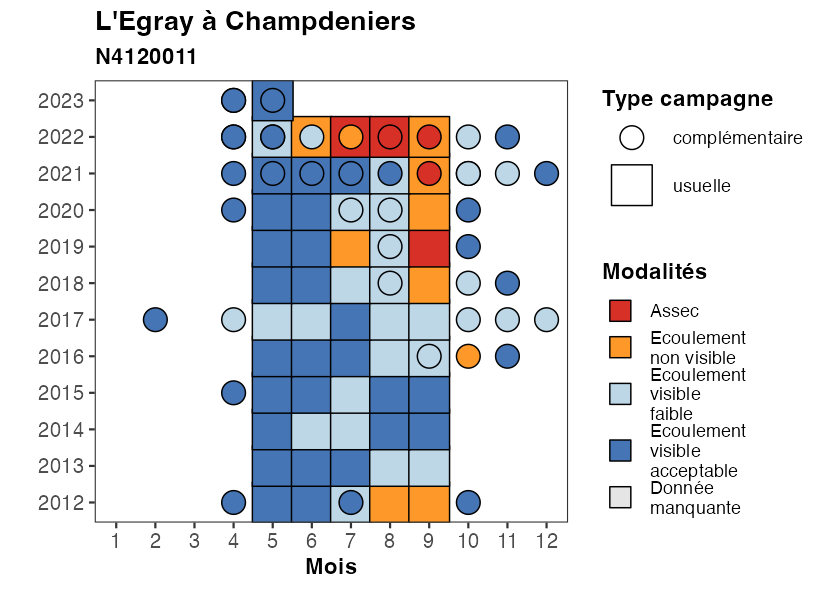 L'Egray à Champdeniers
N4120011
2023
2022
2021
2020
2019
2018
2017
2016
2015
2014
2013
2012
1 2 3 4 5 6 7 8 9 10 11 12
Mois
Type campagne
complémentaire
usuelle
Modalités
Assec
Ecoulement
non visible
Ecoulement
visible
faible
Ecoulement
visible
acceptable
Donnée
manquante